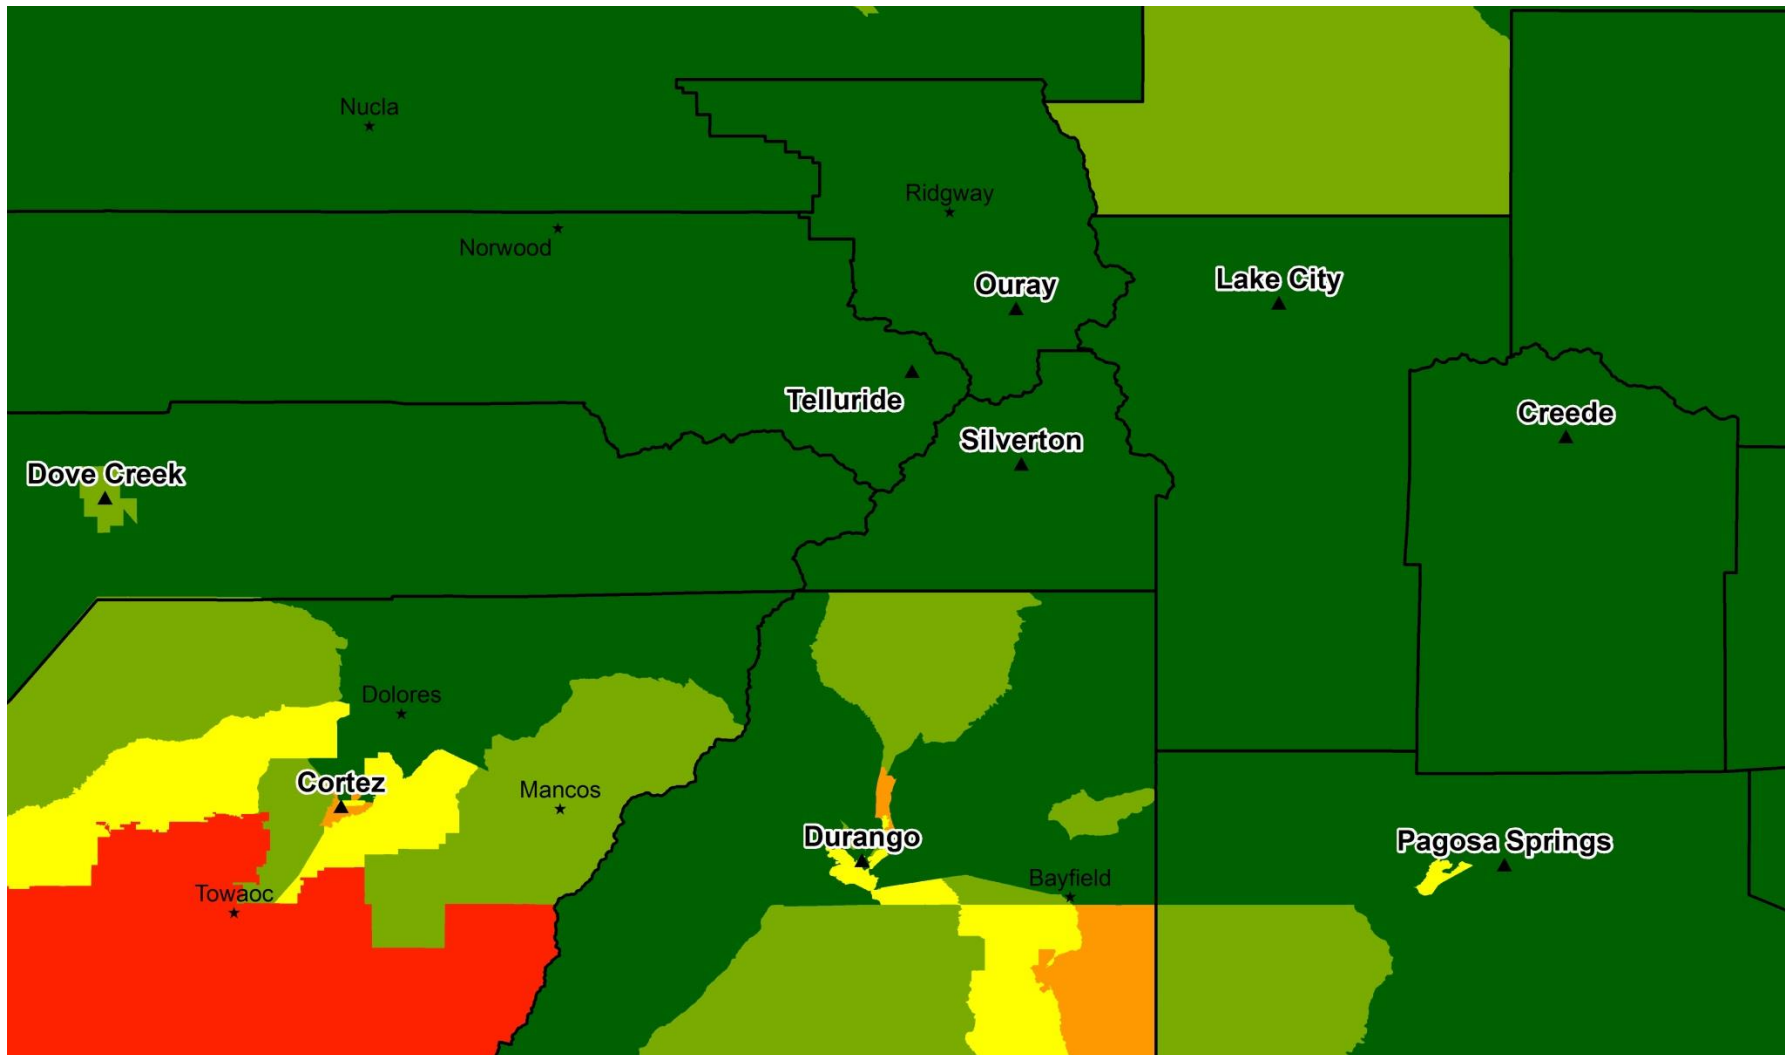 Nucla
Ridgway
Norwood
Ouray
Lake City
Telluride
Creede
Silverton
Dove Creek
Dolores
Cortez
Mancos
Durango
Pagosa Springs
Bayfield
Towaoc